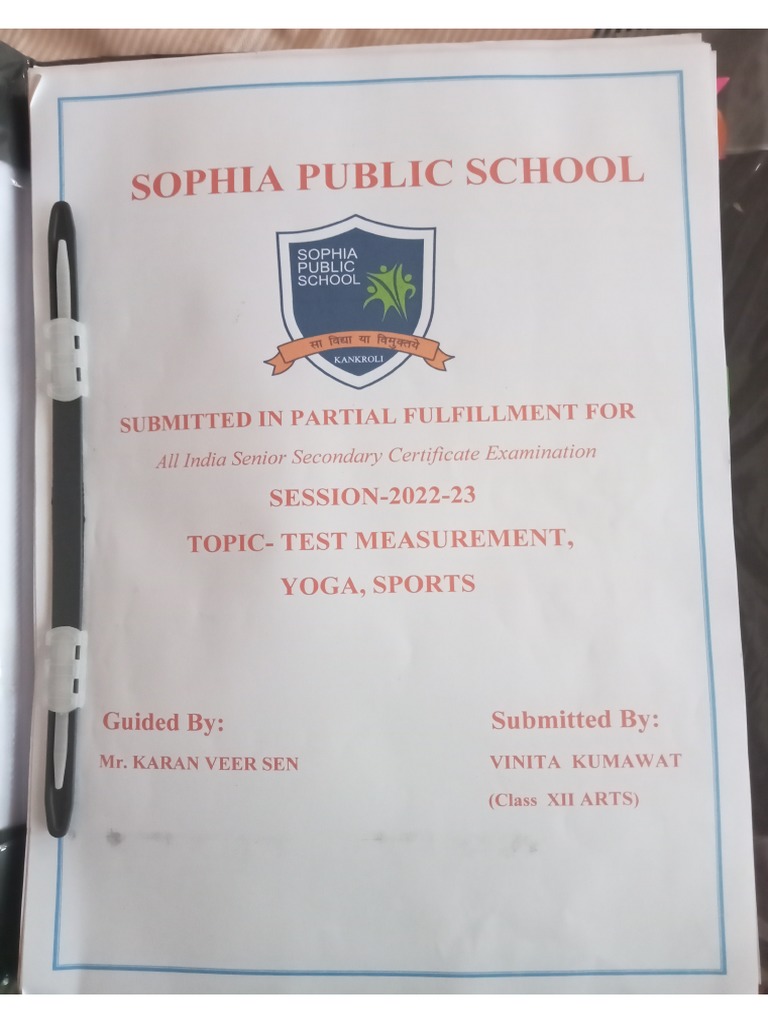 SOPHIA PUBLIC SCHOOL
SOPHIA
PUBLIC
SCHOOL
सा विद्या या विमुक्तये
KANKROLI
SUBMITTED IN PARTIAL FULFILLMENT FOR
All India Senior Secondary Certificate Examination
SESSION-2022-23
TOPIC- TEST MEASUREMENT,
YOGA, SPORTS
Guided By:
Submitted By:
Mr. KARAN VEER SEN
VINITA KUMAWAT
(Class XII ARTS)